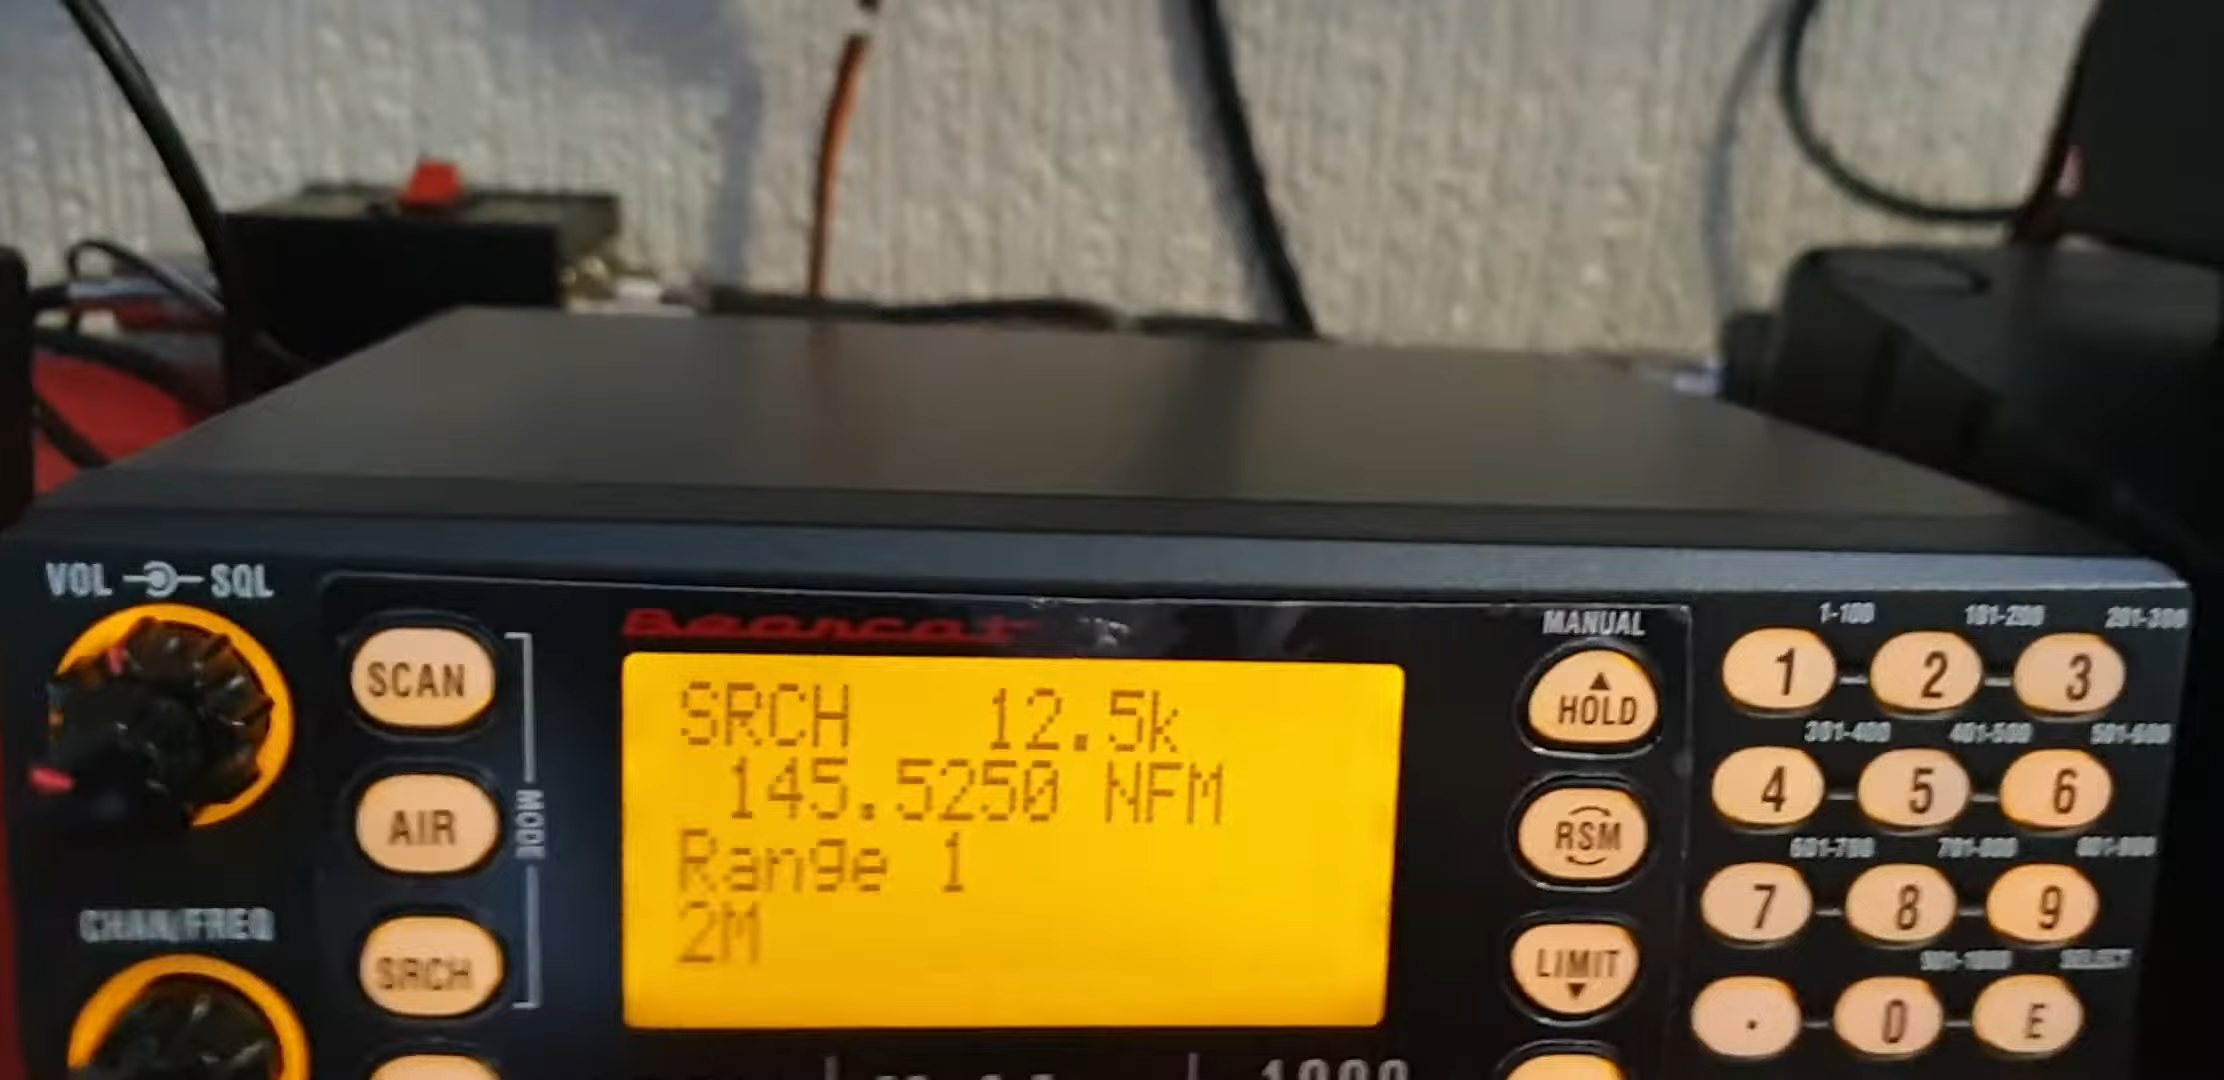 VOL SQL
Bearcat
MANUAL
1-100 101-200 201-300
SCAN
SRCH 12.5k
HOLD
1 2 3
301-400 401-500 501-600
145.5250 NFM
AIR
MODE
RSM
4 5 6
601-700 701-800 801-900
Range 1
CHAN/FREQ
2M
7 8 9
901-1000 SELECT
SRCH
LIMIT
. 0 E